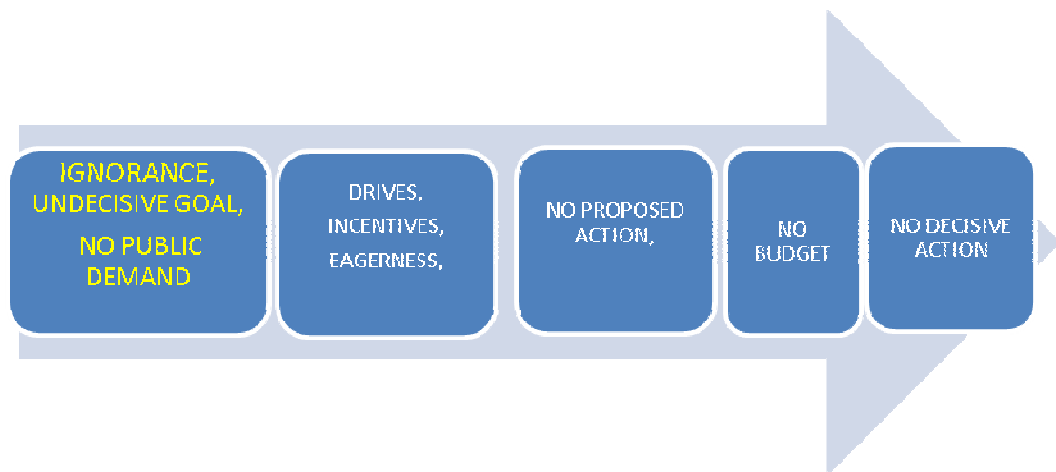 IGNORANCE,
UNDECISIVE GOAL,
NO PUBLIC
DEMAND
DRIVES,
INCENTIVES,
EAGERNESS,
NO PROPOSED
ACTION,
NO
BUDGET
NO DECISIVE
ACTION